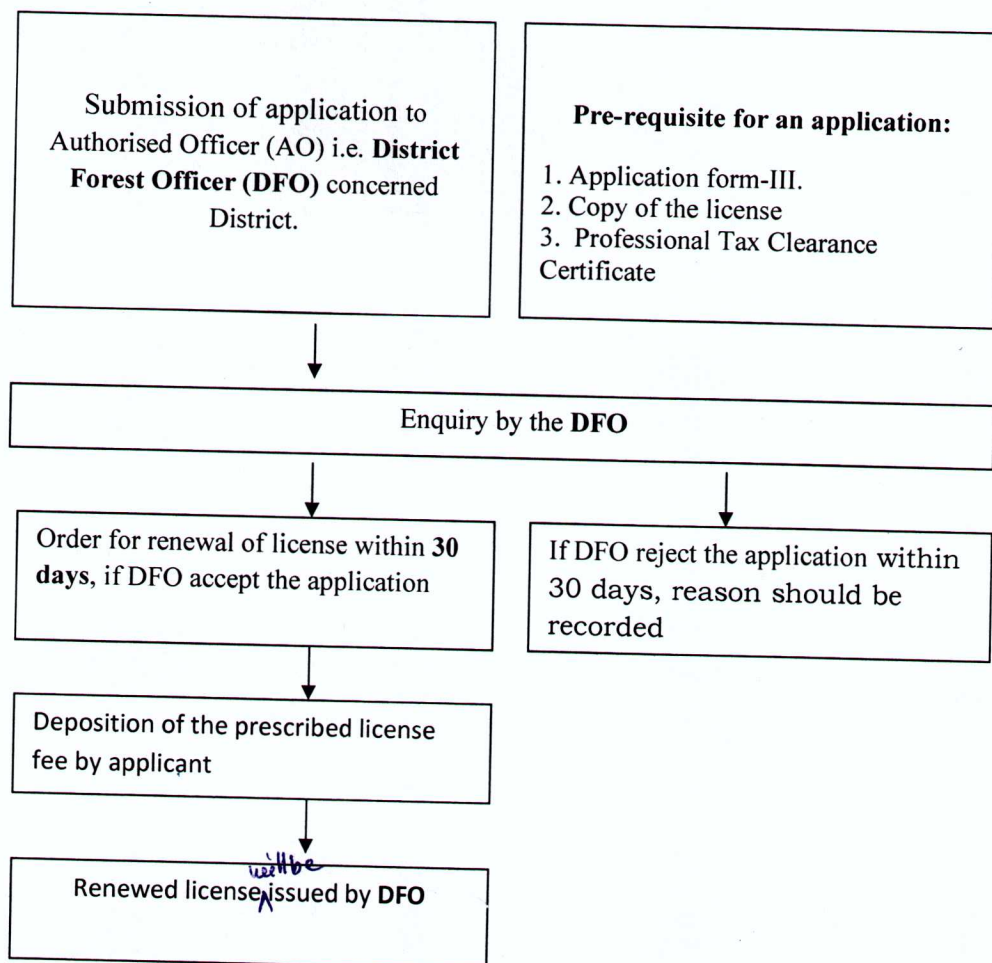 Submission of application to
Authorised Officer (AO) i.e. District
Forest Officer (DFO) concerned
District.
Pre-requisite for an application:
1. Application form-III.
2. Copy of the license
3. Professional Tax Clearance
Certificate
Enquiry by the DFO
Order for renewal of license within 30
days, if DFO accept the application
If DFO reject the application within
30 days, reason should be
recorded
Deposition of the prescribed license
fee by applicant
will be
Renewed license issued by DFO